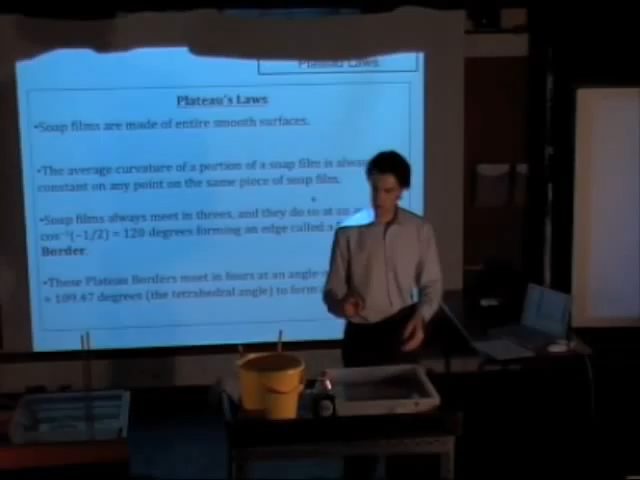 Plateau Laws
Plateau's Laws
•Soap films are made of entire smooth surfaces.
•The average curvature of a portion of a soap film is
constant on any point on the same piece of soap film.
•Soap films always meet in threes, and they do so at an
cos⁻¹(−1/2) = 120 degrees forming an edge called a
Border.
•These Plateau Borders meet in fours at an angle
≈ 109.47 degrees (the tetrahedral angle) to form